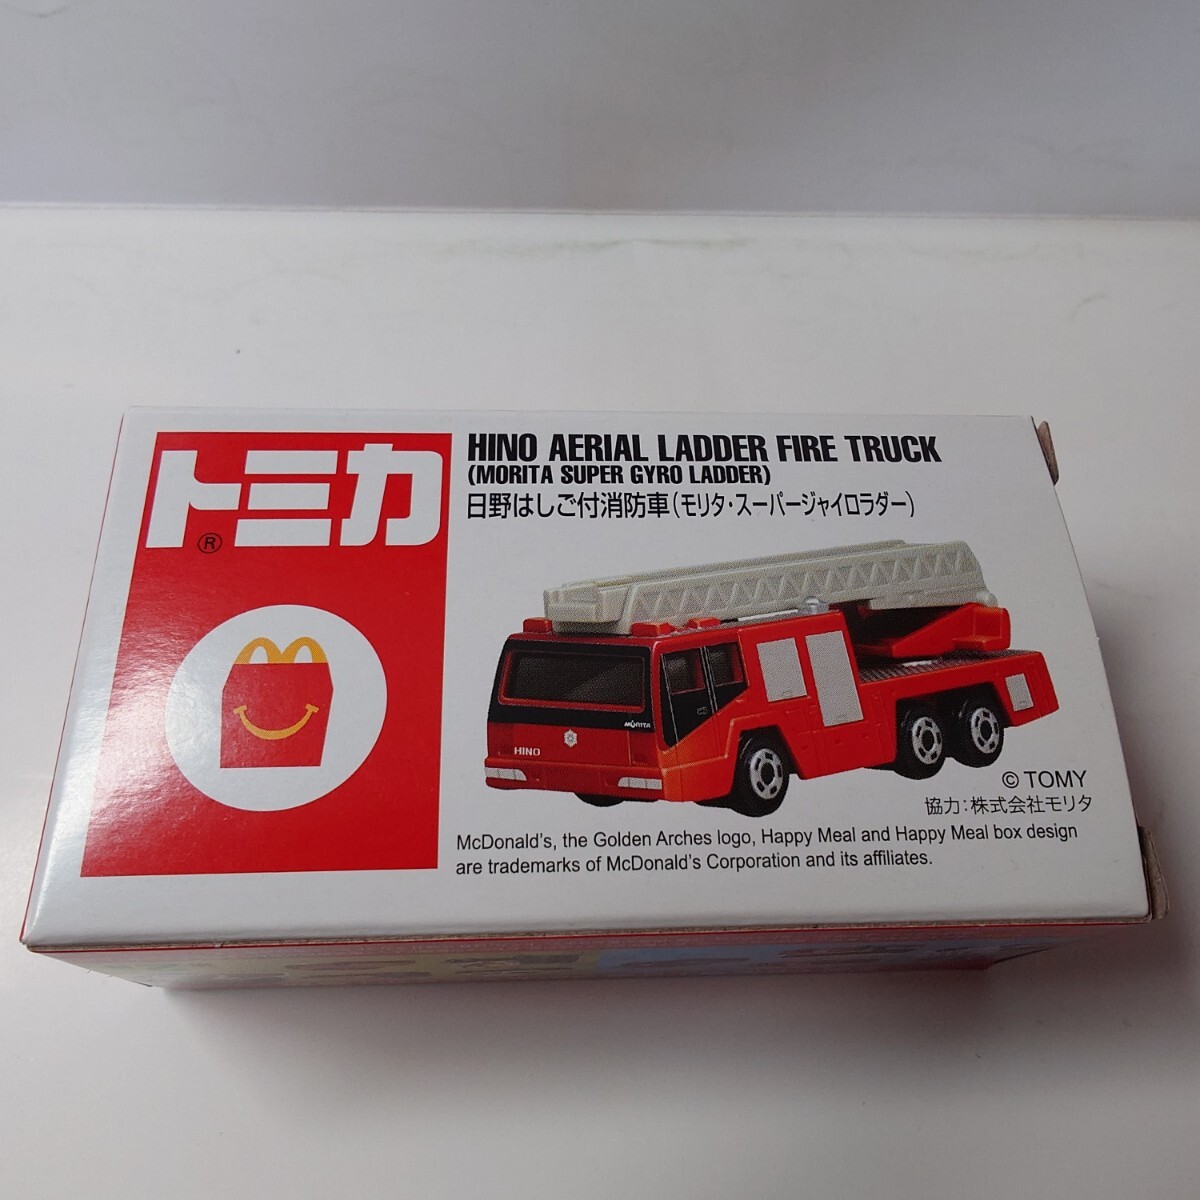 トミカ
®
HINO AERIAL LADDER FIRE TRUCK
(MORITA SUPER GYRO LADDER)
日野はしご付消防車(モリタ・スーパージャイロラダー)
MORITA
HINO
© TOMY
協力:株式会社モリタ
McDonald's, the Golden Arches logo, Happy Meal and Happy Meal box design
are trademarks of McDonald's Corporation and its affiliates.